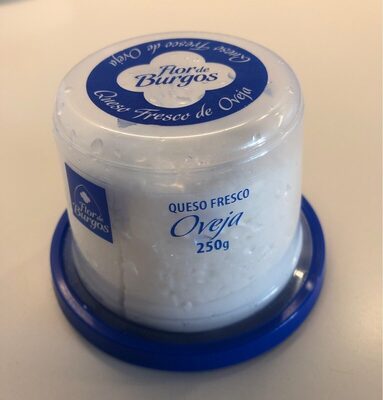 Queso Fresco de Oveja
Flor de
Burgos
Queso Fresco de Oveja
Flor de
Burgos
QUESO FRESCO
Oveja
250g